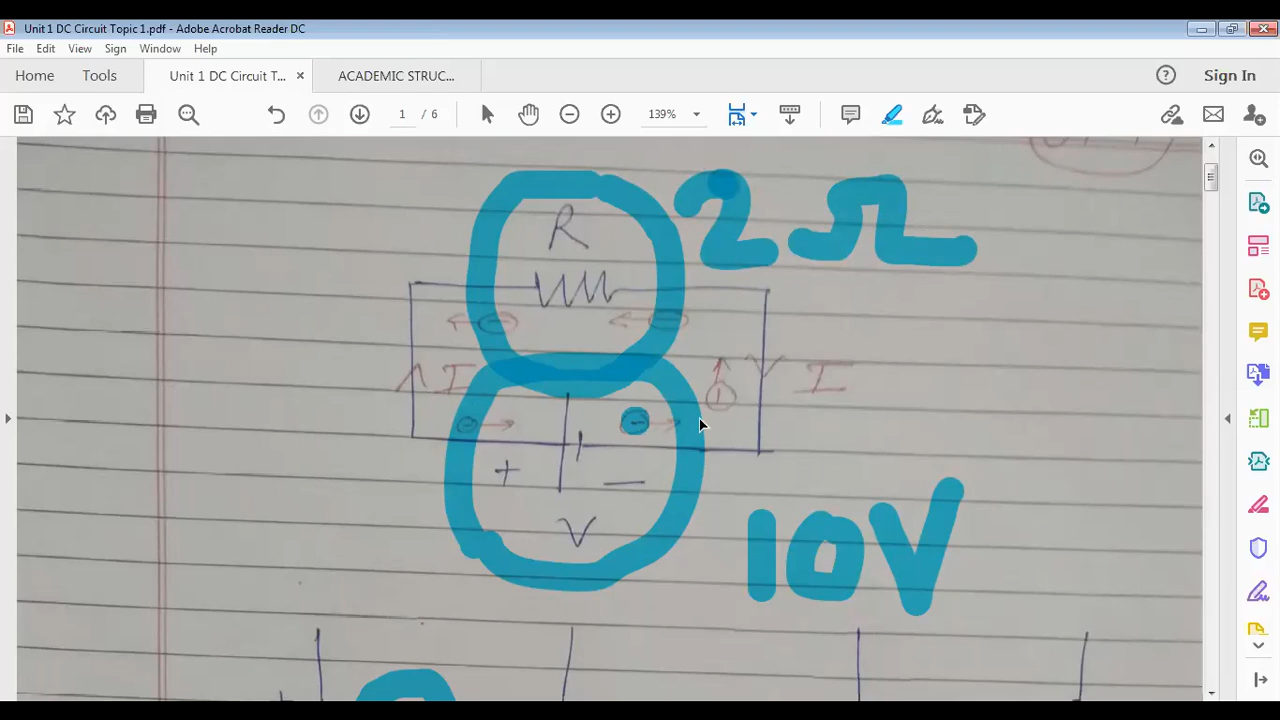 Unit 1 DC Circuit Topic 1.pdf - Adobe Acrobat Reader DC
File Edit View Sign Window Help
Home Tools Unit 1 DC Circuit T... × ACADEMIC STRUC... ? Sign In
1 / 6 139%
R 2 Ω
I I
+ −
V
10V